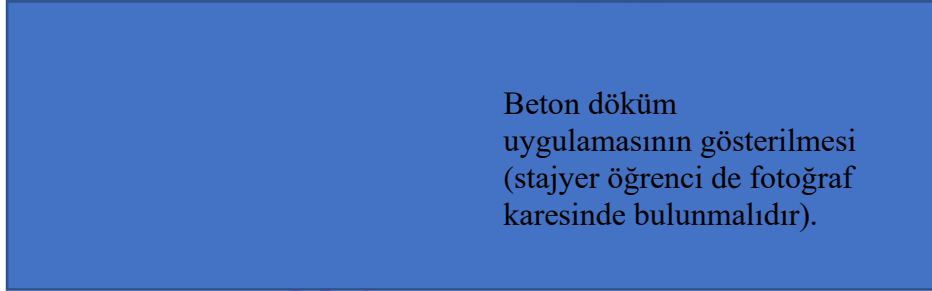 Beton döküm
uygulamasının gösterilmesi
(stajyer öğrenci de fotoğraf
karesinde bulunmalıdır).